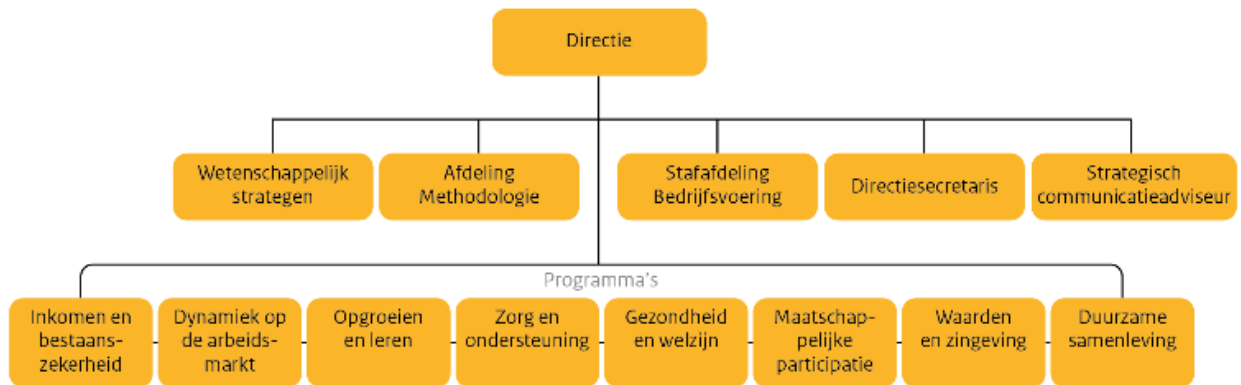 Directie
Wetenschappelijk
strategen
Afdeling
Methodologie
Stafafdeling
Bedrijfsvoering
Directiesecretaris
Strategisch
communicatieadviseur
Programma's
Inkomen en
bestaans-
zekerheid
Dynamiek op
de arbeids-
markt
Opgroeien
en leren
Zorg en
ondersteuning
Gezondheid
en welzijn
Maatschap-
pelijke
participatie
Waarden
en zingeving
Duurzame
samenleving